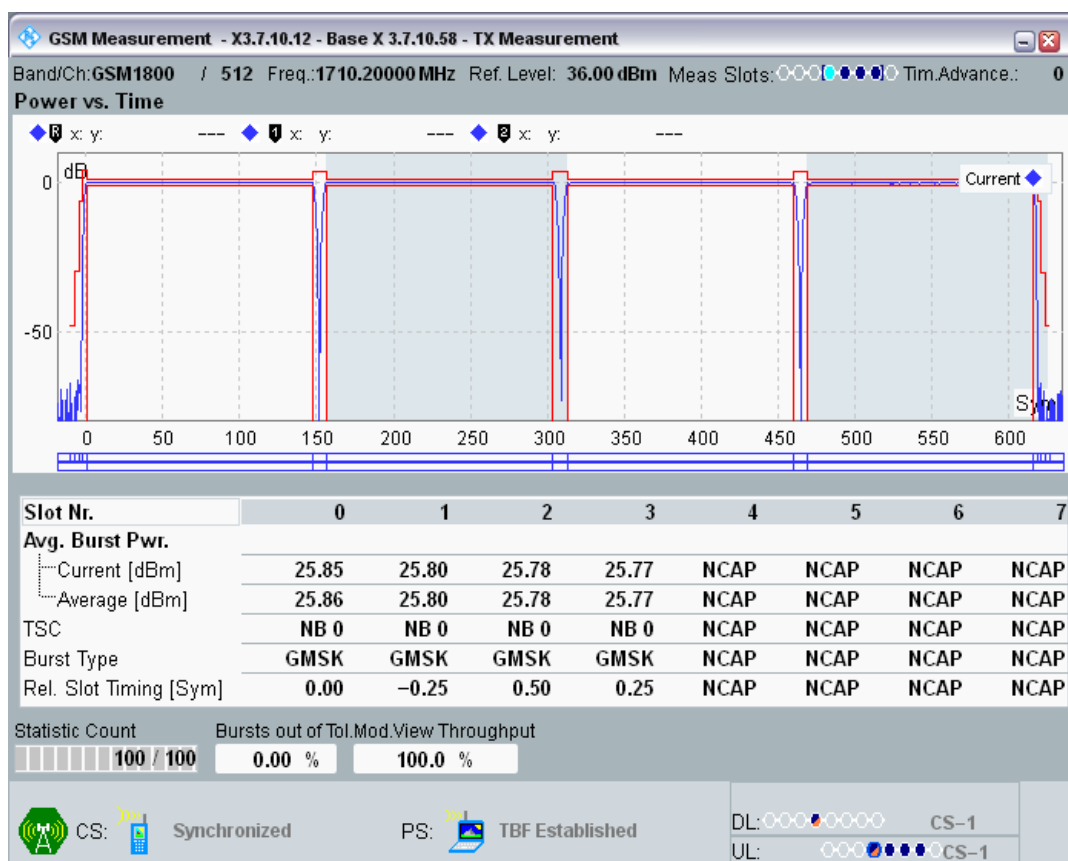 GSM Measurement - X3.7.10.12 - Base X 3.7.10.58 - TX Measurement
Band/Ch:GSM1800 / 512 Freq.:1710.20000 MHz Ref. Level: 36.00 dBm Meas Slots: Tim.Advance.: 0
Power vs. Time
R x: y: --- 1 x: y: --- 2 x: y: ---
dB
0
Current
-50
Sym
0 50 100 150 200 250 300 350 400 450 500 550 600
Slot Nr. 0 1 2 3 4 5 6 7
Avg. Burst Pwr.
Current [dBm] 25.85 25.80 25.78 25.77 NCAP NCAP NCAP NCAP
Average [dBm] 25.86 25.80 25.78 25.77 NCAP NCAP NCAP NCAP
TSC NB 0 NB 0 NB 0 NB 0 NCAP NCAP NCAP NCAP
Burst Type GMSK GMSK GMSK GMSK NCAP NCAP NCAP NCAP
Rel. Slot Timing [Sym] 0.00 −0.25 0.50 0.25 NCAP NCAP NCAP NCAP
Statistic Count Bursts out of Tol. Mod.View Throughput
100 / 100 0.00 % 100.0 %
CS: Synchronized PS: TBF Established
DL: CS−1
UL: CS−1